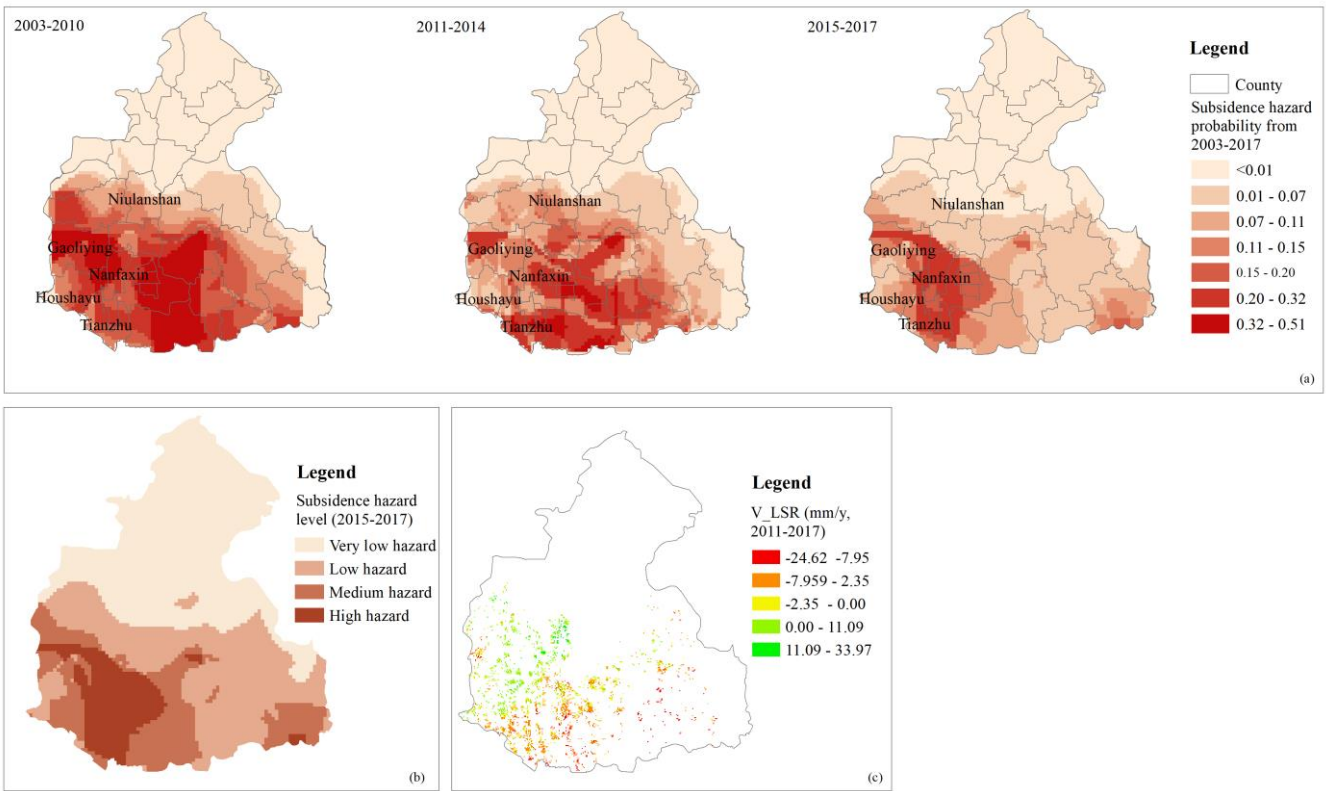 2003-2010
2011-2014
2015-2017
Legend
County
Subsidence hazard
probability from
2003-2017
<0.01
0.01 - 0.07
0.07 - 0.11
0.11 - 0.15
0.15 - 0.20
0.20 - 0.32
0.32 - 0.51
Niulanshan
Gaoliying
Nanfaxin
Houshayu
Tianzhu
Niulanshan
Gaoliying
Nanfaxin
Houshayu
Tianzhu
Niulanshan
Gaoliying
Nanfaxin
Houshayu
Tianzhu
(a)
Legend
Subsidence hazard
level (2015-2017)
Very low hazard
Low hazard
Medium hazard
High hazard
(b)
Legend
V_LSR (mm/y,
2011-2017)
-24.62 -7.95
-7.959 - 2.35
-2.35 - 0.00
0.00 - 11.09
11.09 - 33.97
(c)